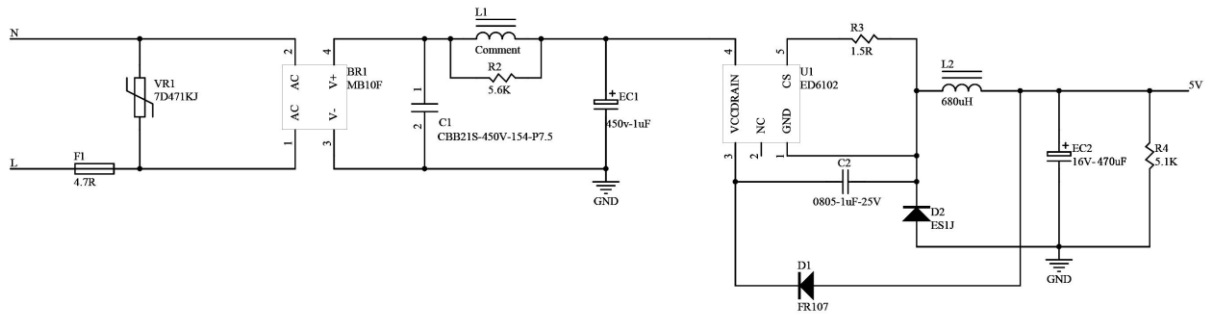 N
L
VR1
7D471KJ
F1
4.7R
2
4
AC
V+
AC
V-
1
3
BR1
MB10F
L1
Comment
R2
5.6K
1
2
C1
CBB21S-450V-154-P7.5
EC1
450v-1uF
GND
4
5
DRAIN
CS
VCC
NC
GND
3
2
1
U1
ED6102
R3
1.5R
C2
0805-1uF-25V
L2
680uH
D2
ES1J
D1
FR107
5V
EC2
16V-470uF
R4
5.1K
GND